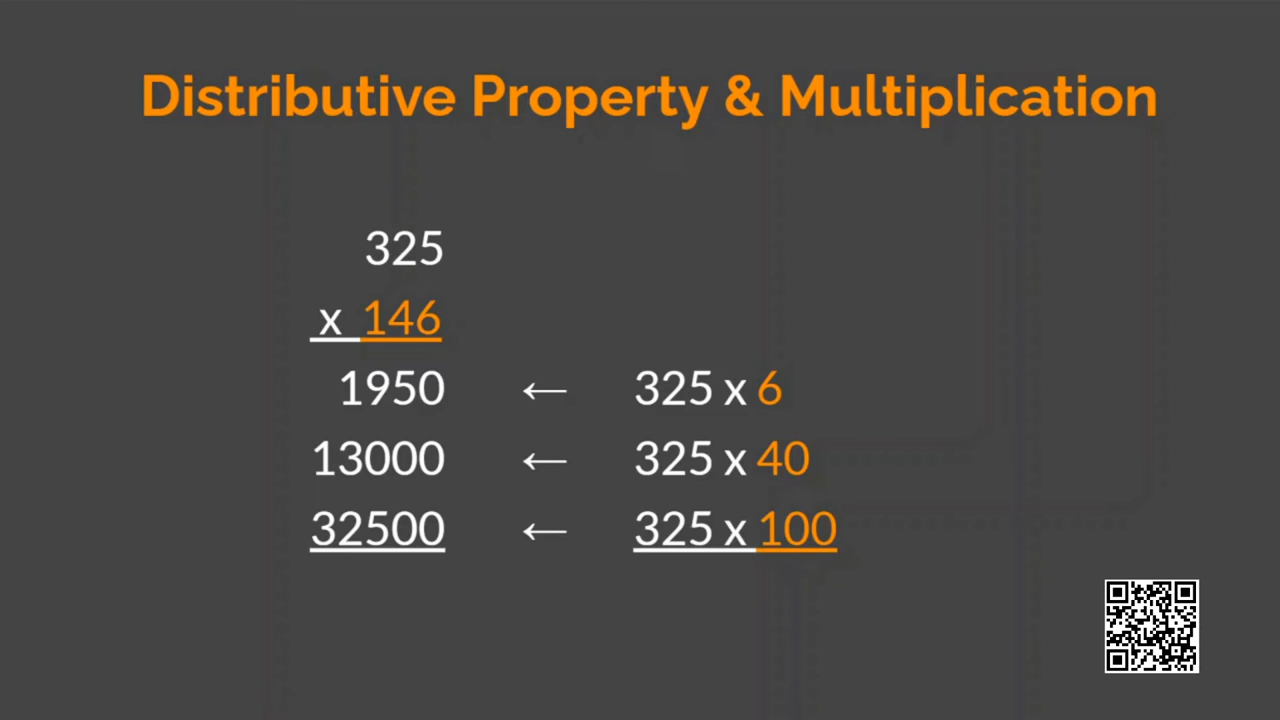 Distributive Property & Multiplication
325
x 146
1950 ← 325 x 6
13000 ← 325 x 40
32500 ← 325 x 100